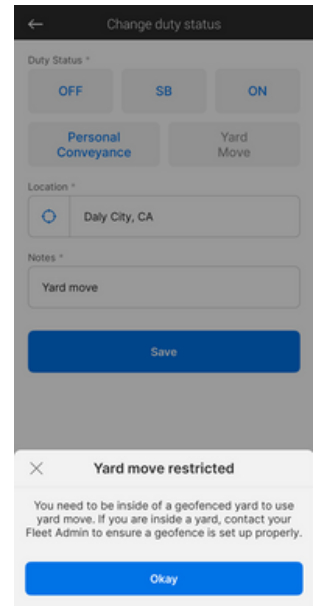 Change duty status
Duty Status *
OFF SB ON
Personal Yard
Conveyance Move
Location *
Daly City, CA
Notes *
Yard move
Save
Yard move restricted
You need to be inside of a geofenced yard to use
yard move. If you are inside a yard, contact your
Fleet Admin to ensure a geofence is set up properly.
Okay